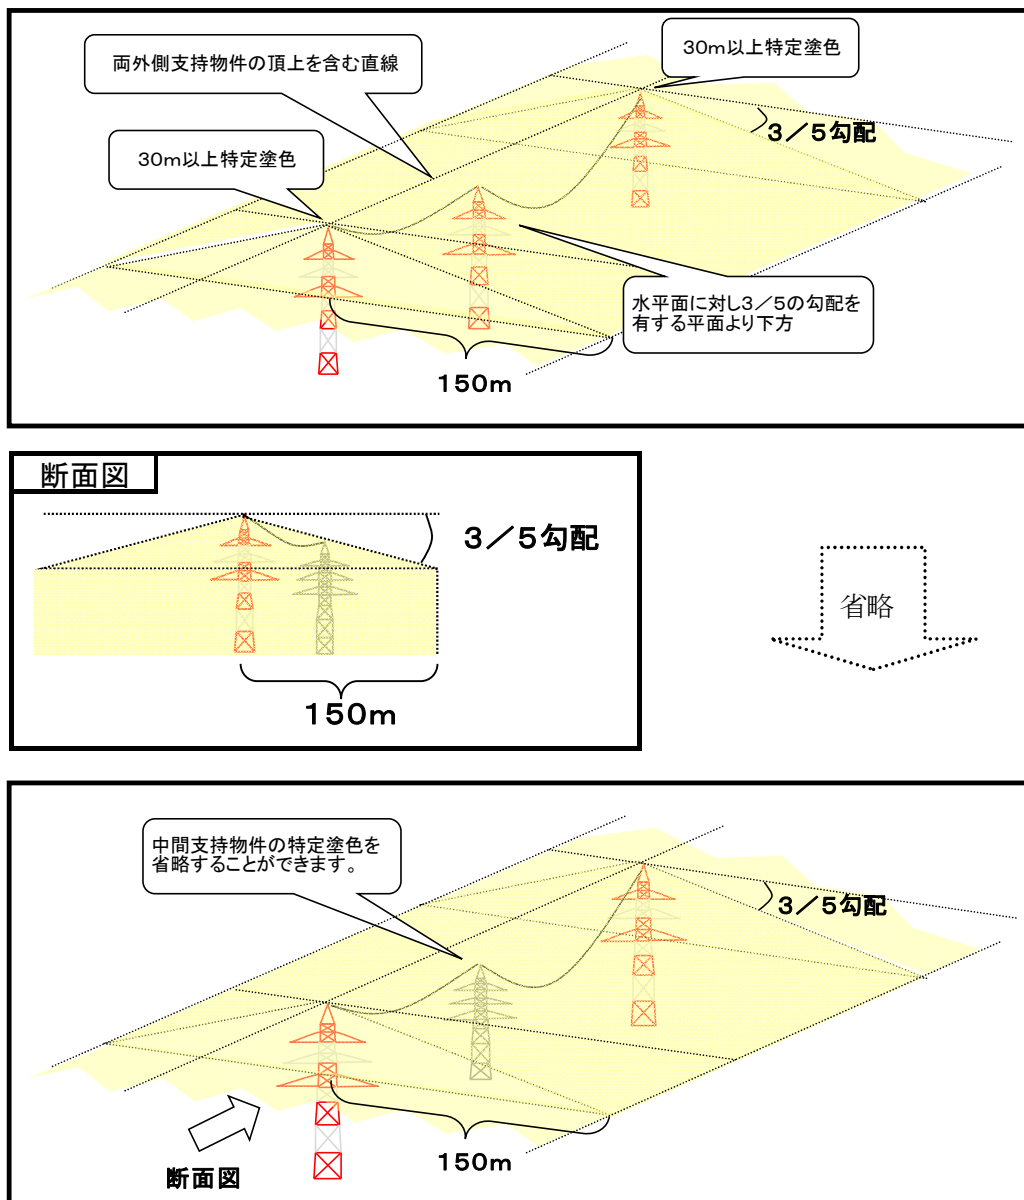 30m以上特定塗色
両外側支持物件の頂上を含む直線
3/5勾配
30m以上特定塗色
水平面に対し3/5の勾配を
有する平面より下方
150m
断面図
3/5勾配
150m
省略
中間支持物件の特定塗色を
省略することができます。
3/5勾配
150m
断面図